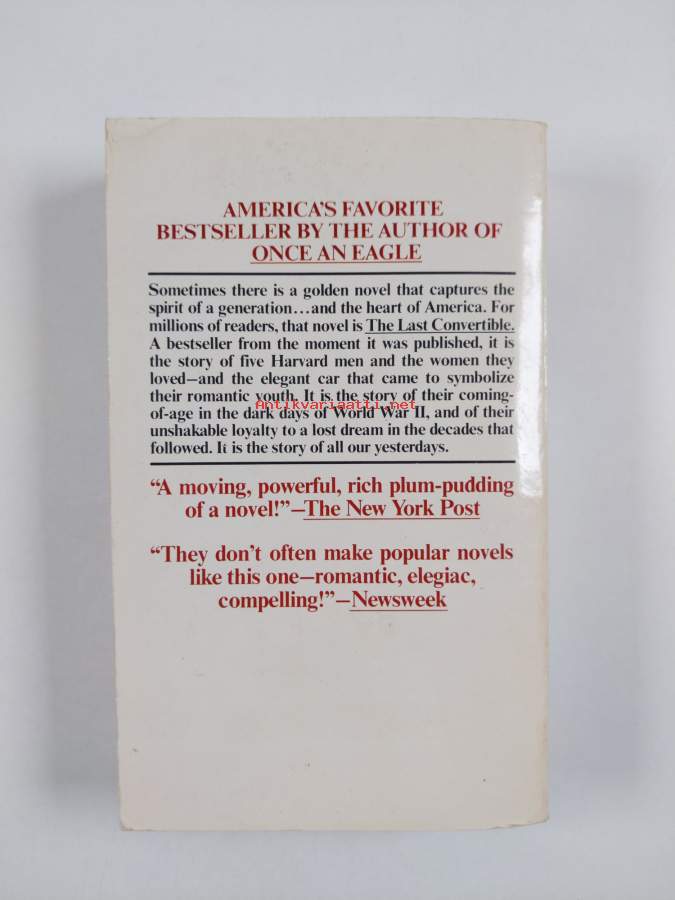 AMERICA'S FAVORITE
BESTSELLER BY THE AUTHOR OF
ONCE AN EAGLE
Sometimes there is a golden novel that captures the
spirit of a generation...and the heart of America. For
millions of readers, that novel is The Last Convertible.
A bestseller from the moment it was published, it is
the story of five Harvard men and the women they
loved—and the elegant car that came to symbolize
their romantic youth. It is the story of their coming-
Antikvariaatti.net
of-age in the dark days of World War II, and of their
unshakable loyalty to a lost dream in the decades that
followed. It is the story of all our yesterdays.
“A moving, powerful, rich plum-pudding
of a novel!”—The New York Post
“They don't often make popular novels
like this one—romantic, elegiac,
compelling!”—Newsweek